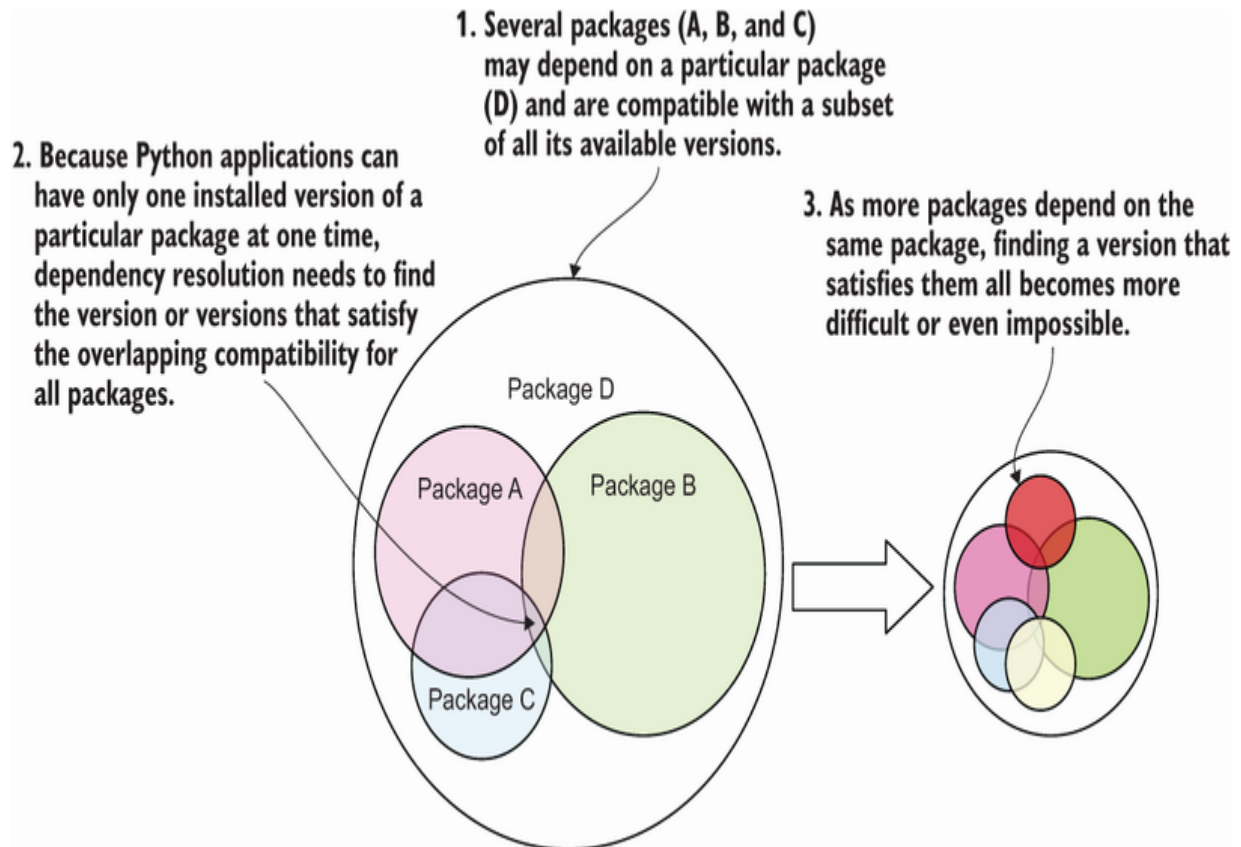 1. Several packages (A, B, and C)
may depend on a particular package
(D) and are compatible with a subset
of all its available versions.
2. Because Python applications can
have only one installed version of a
particular package at one time,
dependency resolution needs to find
the version or versions that satisfy
the overlapping compatibility for
all packages.
3. As more packages depend on the
same package, finding a version that
satisfies them all becomes more
difficult or even impossible.
Package D
Package A
Package B
Package C